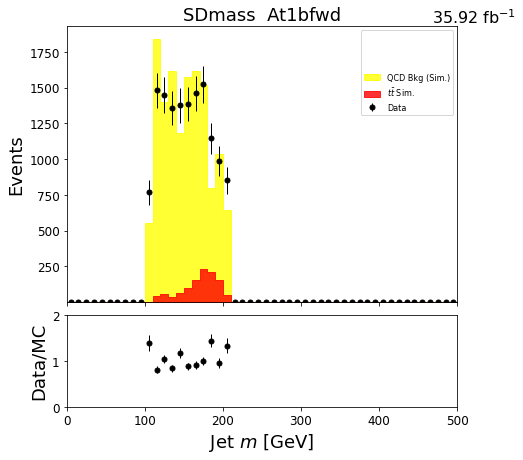 SDmass At1bfwd
35.92 fb⁻¹
QCD Bkg (Sim.)
tt̄ Sim.
Data
Events
1750
1500
1250
1000
750
500
250
Data/MC
2
1
0
0 100 200 300 400 500
Jet m [GeV]